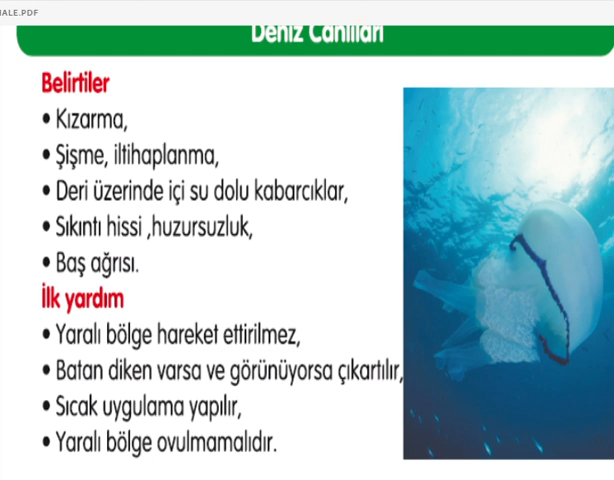 IALE.PDF
Deniz Canlıları
Belirtiler
• Kızarma,
• Şişme, iltihaplanma,
• Deri üzerinde içi su dolu kabarcıklar,
• Sıkıntı hissi ,huzursuzluk,
• Baş ağrısı.
İlk yardım
• Yaralı bölge hareket ettirilmez,
• Batan diken varsa ve görünüyorsa çıkartılır,
• Sıcak uygulama yapılır,
• Yaralı bölge ovulmamalıdır.